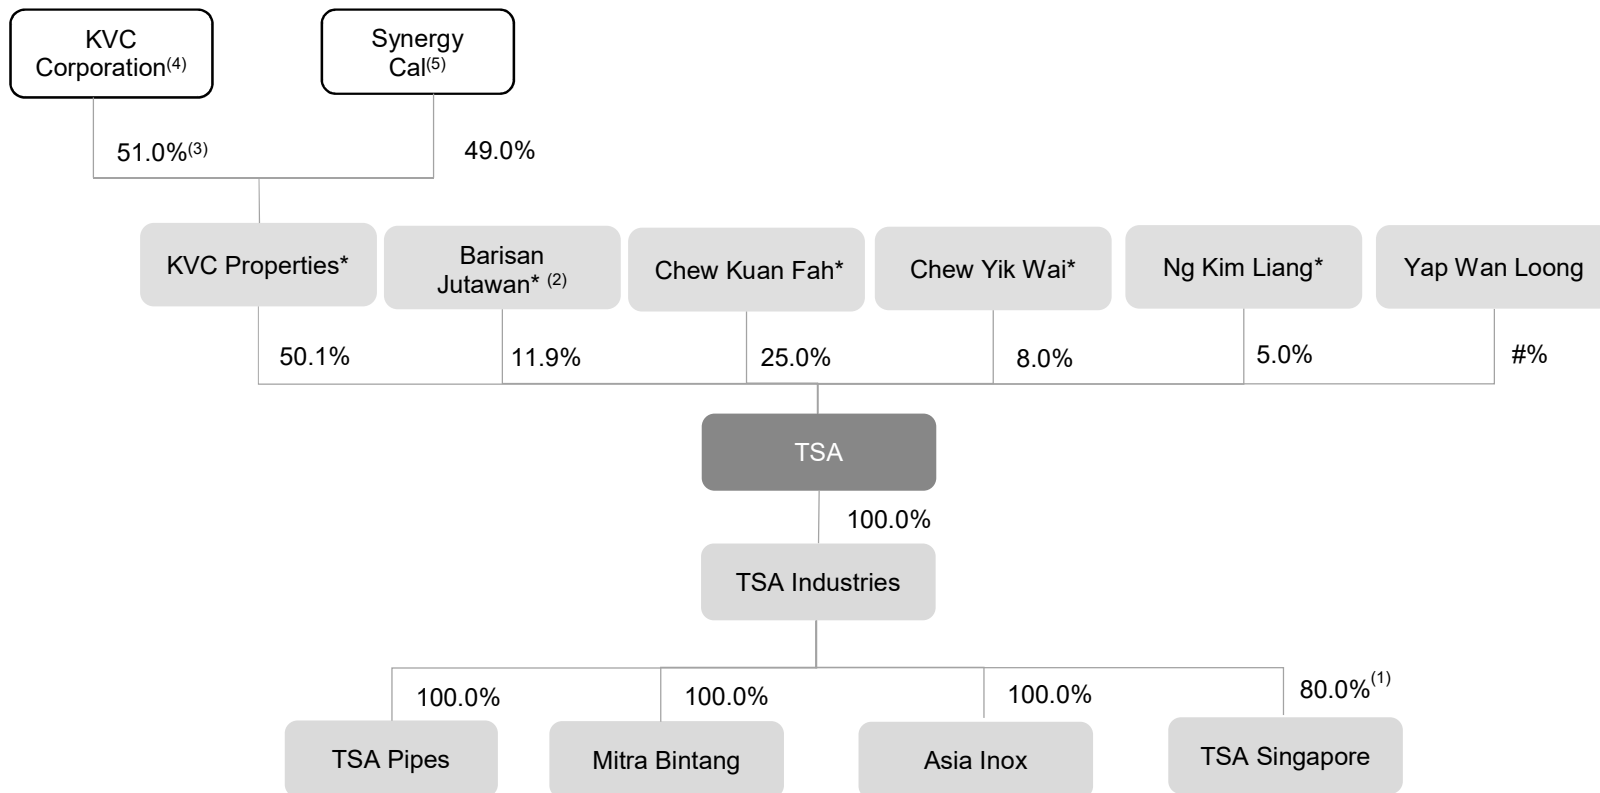 KVC
Corporation(4)
Synergy
Cal(5)
51.0%(3)
49.0%
KVC Properties*
Barisan
Jutawan* (2)
Chew Kuan Fah*
Chew Yik Wai*
Ng Kim Liang*
Yap Wan Loong
50.1%
11.9%
25.0%
8.0%
5.0%
#%
TSA
100.0%
TSA Industries
100.0%
100.0%
100.0%
80.0%(1)
TSA Pipes
Mitra Bintang
Asia Inox
TSA Singapore